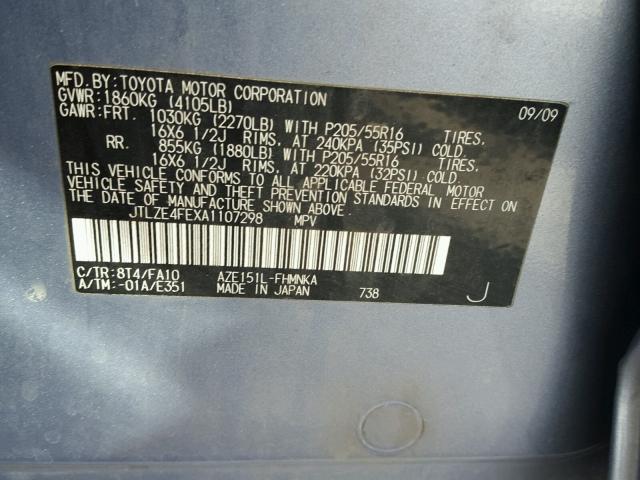 MFD.BY:TOYOTA MOTOR CORPORATION 09/09
GVWR:1860KG (4105LB)
GAWR:FRT. 1030KG (2270LB) WITH P205/55R16 TIRES,
16X6 1/2J RIMS, AT 240KPA (35PSI) COLD.
RR. 855KG (1880LB) WITH P205/55R16 TIRES,
16X6 1/2J RIMS, AT 220KPA (32PSI) COLD.
THIS VEHICLE CONFORMS TO ALL APPLICABLE FEDERAL MOTOR
VEHICLE SAFETY AND THEFT PREVENTION STANDARDS IN EFFECT ON
THE DATE OF MANUFACTURE SHOWN ABOVE.
JTLZE4FEXA1107298 MPV
C/TR:8T4/FA10 AZE151L-FHMNKA
A/TM:-01A/E351 MADE IN JAPAN 738 J